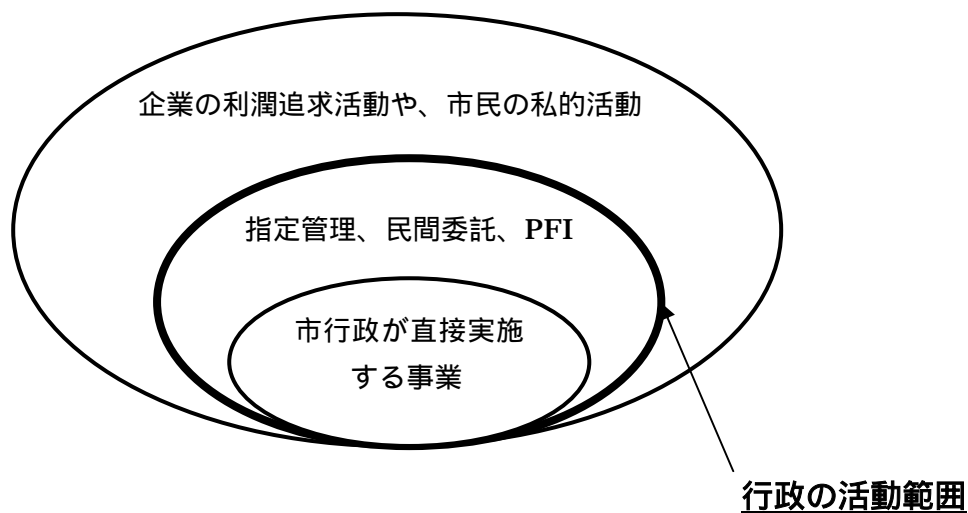 企業の利潤追求活動や、市民の私的活動
指定管理、民間委託、PFI
市行政が直接実施
する事業
行政の活動範囲